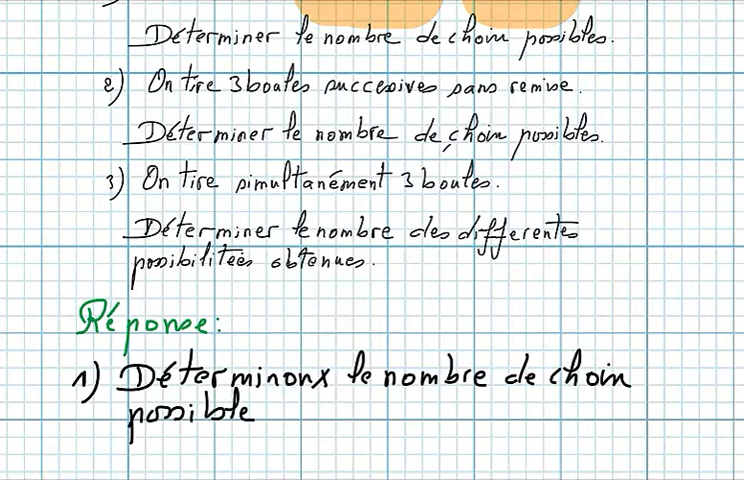 Déterminer le nombre de choix possibles.
2) On tire 3 boules successives sans remise.
Déterminer le nombre de choix possibles.
3) On tire simultanément 3 boules.
Déterminer le nombre des differentes
possibilitées obtenues.
Réponse:
1) Déterminonx le nombre de choix
possible